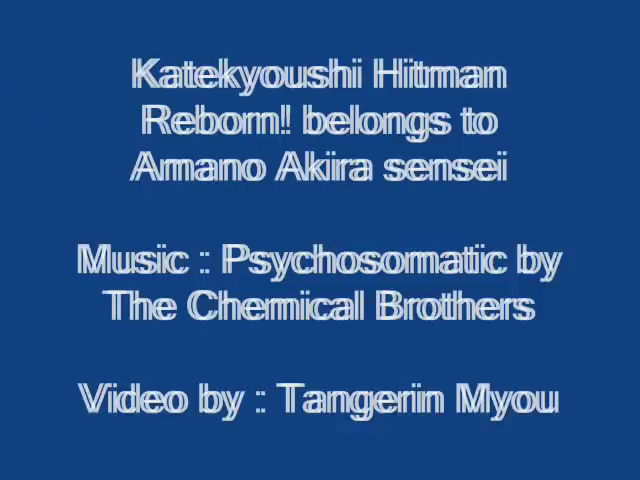 Katekyoushi Hitman
Reborn! belongs to
Amano Akira sensei
Music : Psychosomatic by
The Chemical Brothers
Video by : Tangerin Myou